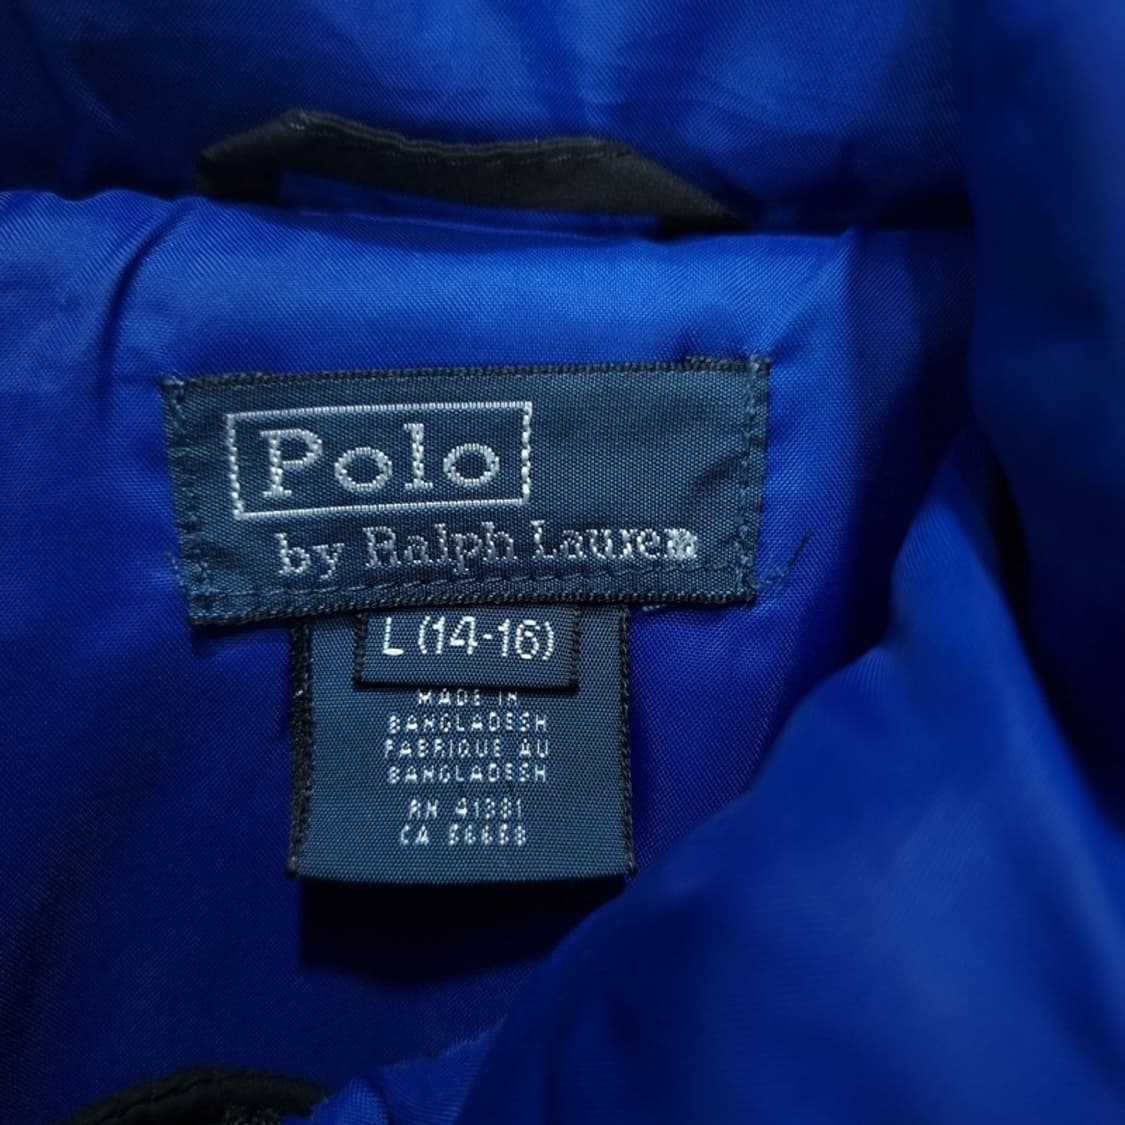 Polo
by Ralph Lauren
L (14-16)
MADE IN
BANGLADESH
FABRIQUE AU
BANGLADESH
RN 41381
CA 56658